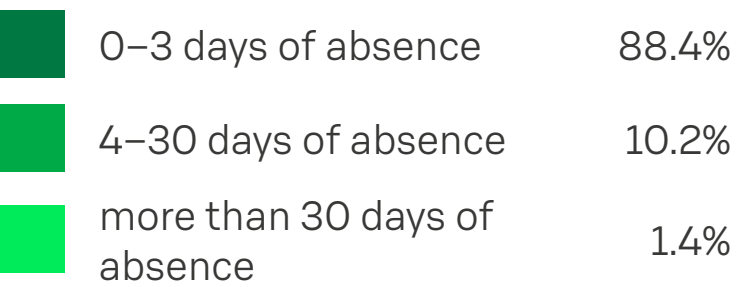 0–3 days of absence 88.4%
4–30 days of absence 10.2%
more than 30 days of
absence 1.4%